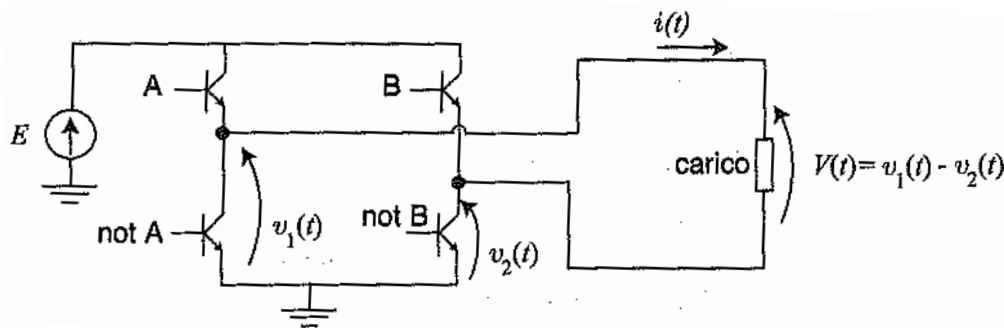 i(t)
A
B
E
carico
V(t)= v₁(t) - v₂(t)
not A
v₁(t)
not B
v₂(t)